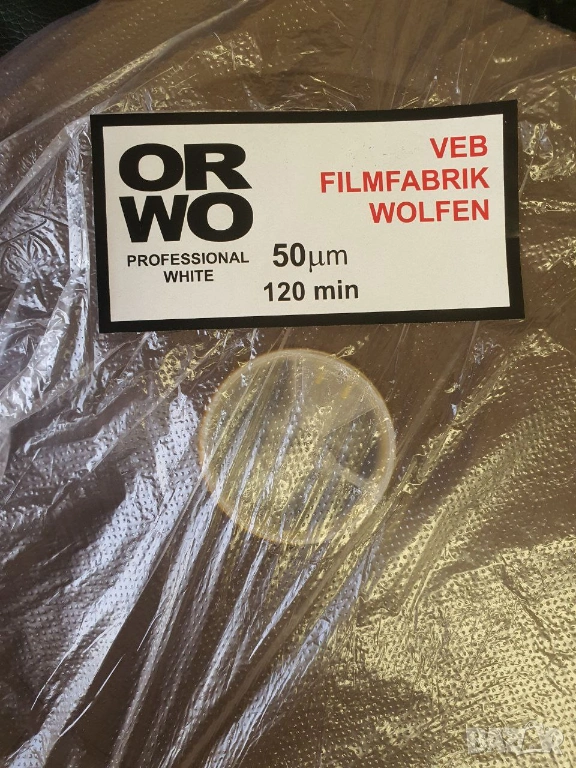 OR
WO
PROFESSIONAL
WHITE
50μm
120 min
VEB
FILMFABRIK
WOLFEN